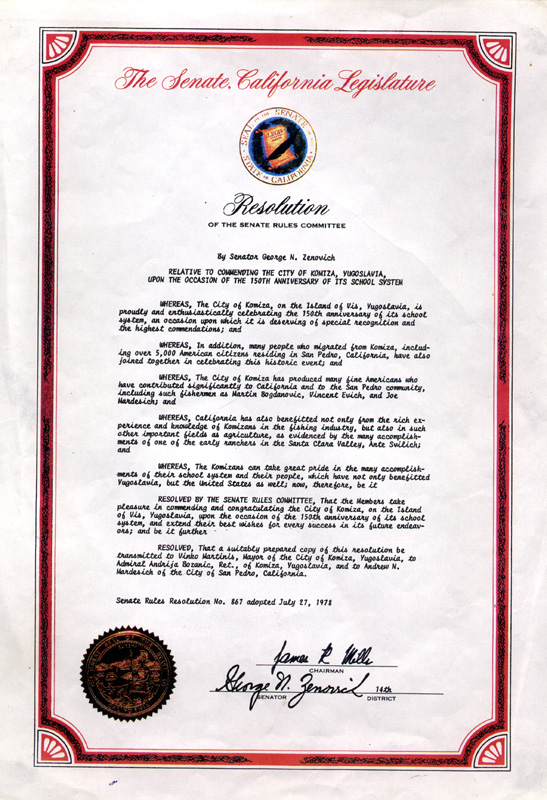 The Senate, California Legislature
SEAL OF THE SENATE OF THE
LEGIS
STATE OF CALIFORNIA
Resolution
OF THE SENATE RULES COMMITTEE
By Senator George N. Zenovich
RELATIVE TO COMMENDING THE CITY OF KOMIZA, YUGOSLAVIA,
UPON THE OCCASION OF THE 150TH ANNIVERSARY OF ITS SCHOOL SYSTEM
WHEREAS, The City of Komiza, on the Island of Vis, Yugoslavia, is
proudly and enthusiastically celebrating the 150th anniversary of its school
system, an occasion upon which it is deserving of special recognition and
the highest commendations; and
WHEREAS, In addition, many people who migrated from Komiza, includ-
ing over 5,000 American citizens residing in San Pedro, California, have also
joined together in celebrating this historic event; and
WHEREAS, The City of Komiza has produced many fine Americans who
have contributed significantly to California and to the San Pedro community,
including such fishermen as Martin Bogdanovic, Vincent Evich, and Joe
Mardesich; and
WHEREAS, California has also benefitted not only from the rich ex-
perience and knowledge of Komizans in the fishing industry, but also in such
other important fields as agriculture, as evidenced by the many accomplish-
ments of one of the early ranchers in the Santa Clara Valley, Ante Svilich;
and
WHEREAS, The Komizans can take great pride in the many accomplish-
ments of their school system and their people, which have not only benefitted
Yugoslavia, but the United States as well; now, therefore, be it
RESOLVED BY THE SENATE RULES COMMITTEE, That the Members take
pleasure in commending and congratulating the City of Komiza, on the Island
of Vis, Yugoslavia, upon the occasion of the 150th anniversary of its school
system, and extend their best wishes for every success in its future endeav-
ors; and be it further
RESOLVED, That a suitably prepared copy of this resolution be
transmitted to Vinko Martinis, Mayor of the City of Komiza, Yugoslavia, to
Admiral Andrija Bozanic, Ret., of Komiza, Yugoslavia, and to Andrew N.
Mardesich of the City of San Pedro, California.
Senate Rules Resolution No. 867 adopted July 27, 1978
James R Mills
CHAIRMAN
George N. Zenovich 14th
SENATOR DISTRICT